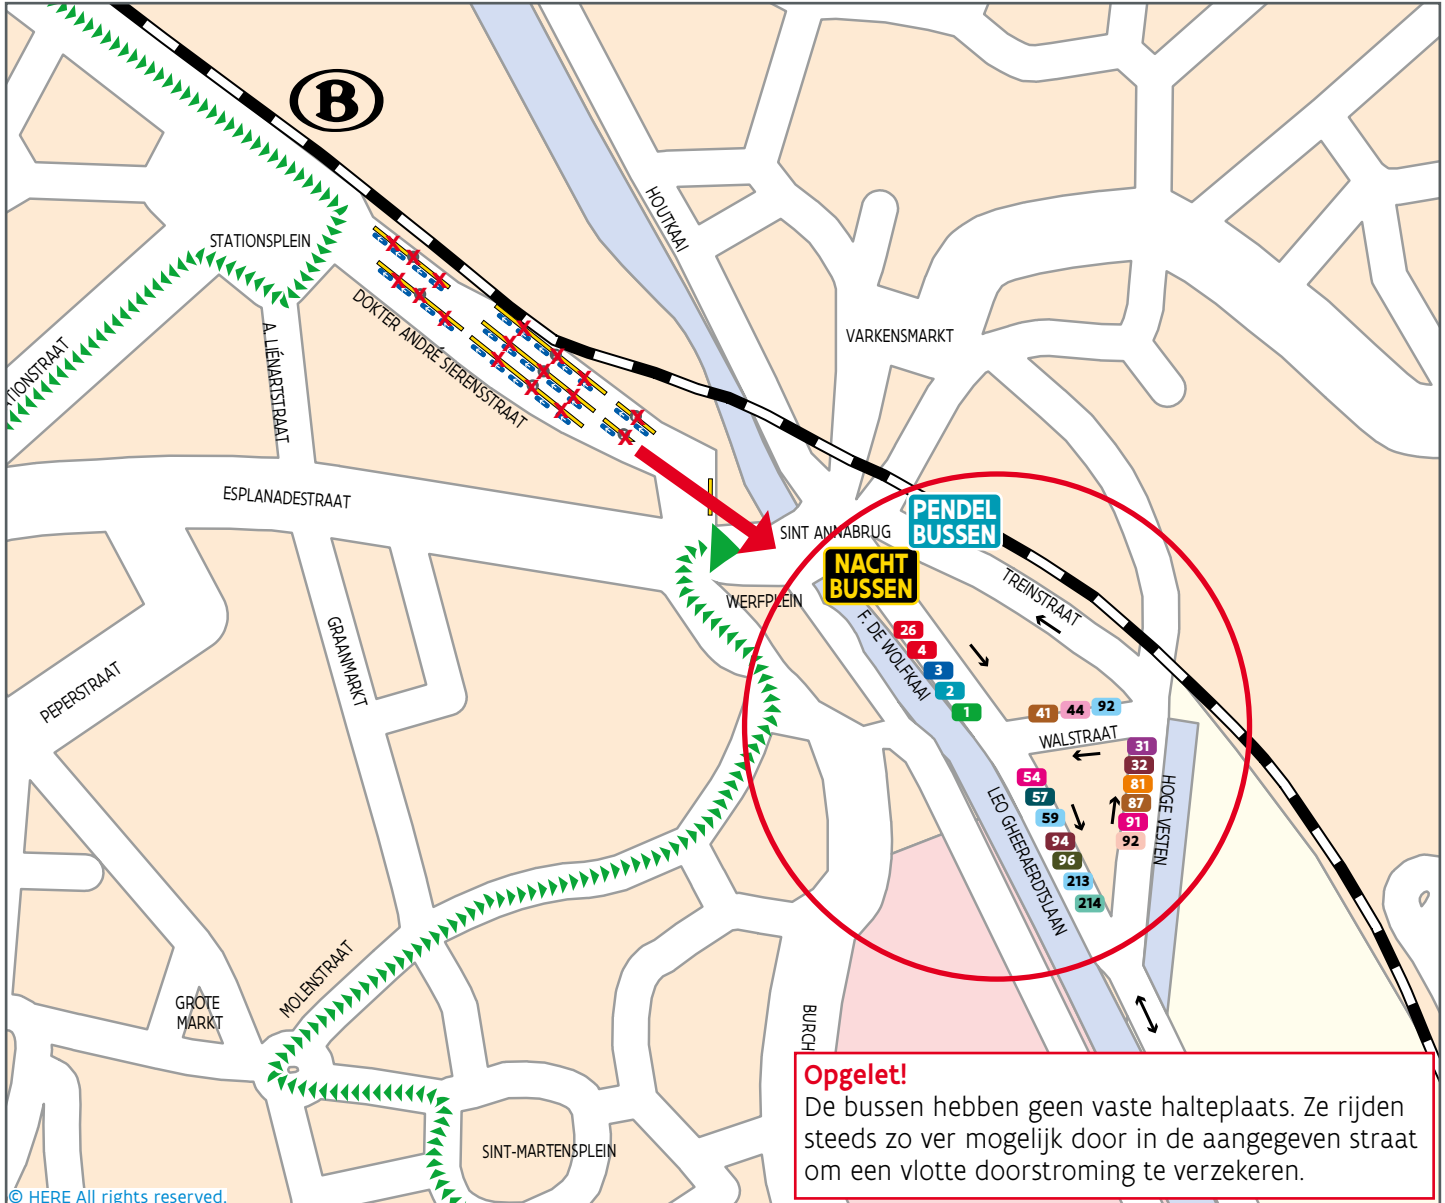 B
HOUTKAAI
STATIONSPLEIN
DOKTER ANDRÉ SIERENSSTRAAT
A. LIÉNARTSTRAAT
TIONSTRAAT
VARKENSMARKT
ESPLANADESTRAAT
SINT ANNABRUG
PENDEL
BUSSEN
NACHT
BUSSEN
WERFPLEIN
TREINSTRAAT
F. DE WOLFKAAI
26
4
3
2
1
GRAANMARKT
PEPERSTRAAT
41
44
92
WALSTRAAT
31
32
81
87
91
92
54
57
59
94
96
213
214
HOGE VESTEN
LEO GHEERAERDTSLAAN
MOLENSTRAAT
GROTE
MARKT
BURCH
SINT-MARTENSPLEIN
Opgelet!
De bussen hebben geen vaste halteplaats. Ze rijden
steeds zo ver mogelijk door in de aangegeven straat
om een vlotte doorstroming te verzekeren.
© HERE All rights reserved.